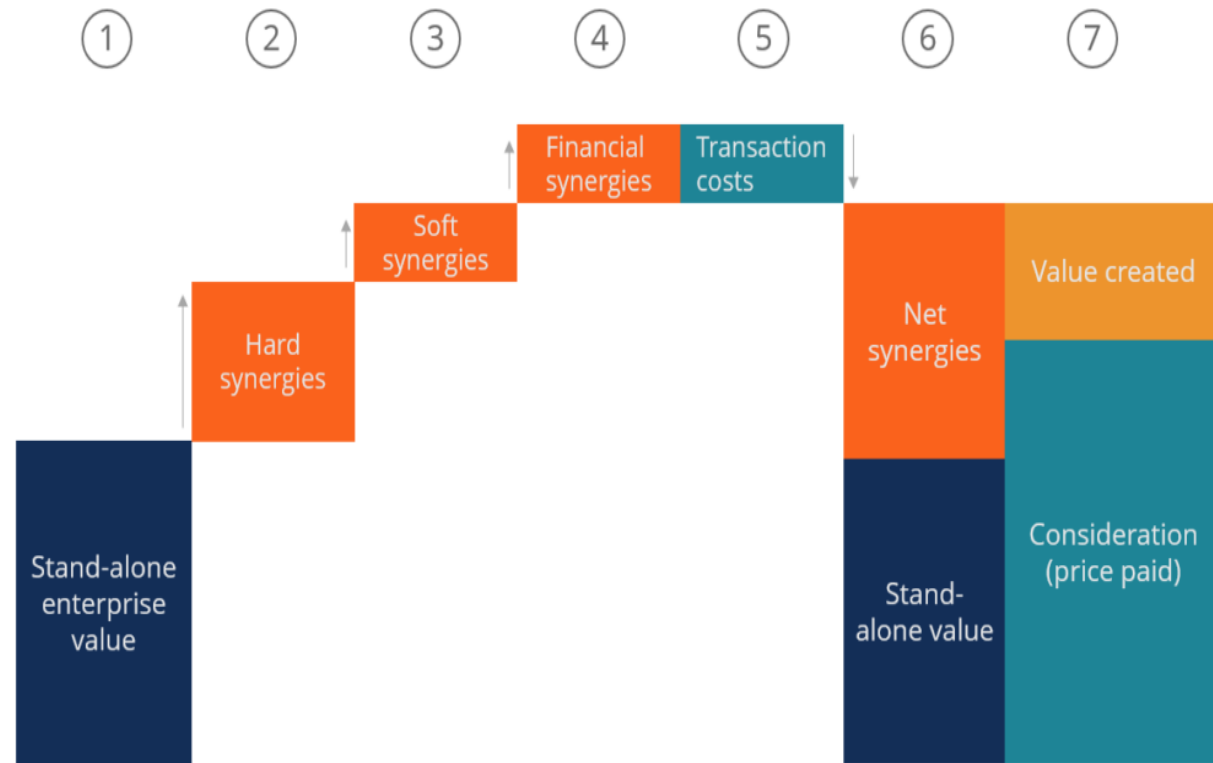 1
2
3
4
5
6
7
Financial
synergies
Transaction
costs
Soft
synergies
Hard
synergies
Net
synergies
Value created
Stand-alone
enterprise
value
Stand-
alone value
Consideration
(price paid)